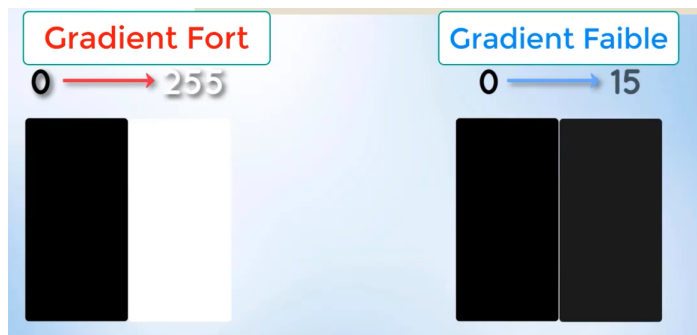 Gradient Fort
0 → 255
Gradient Faible
0 → 15